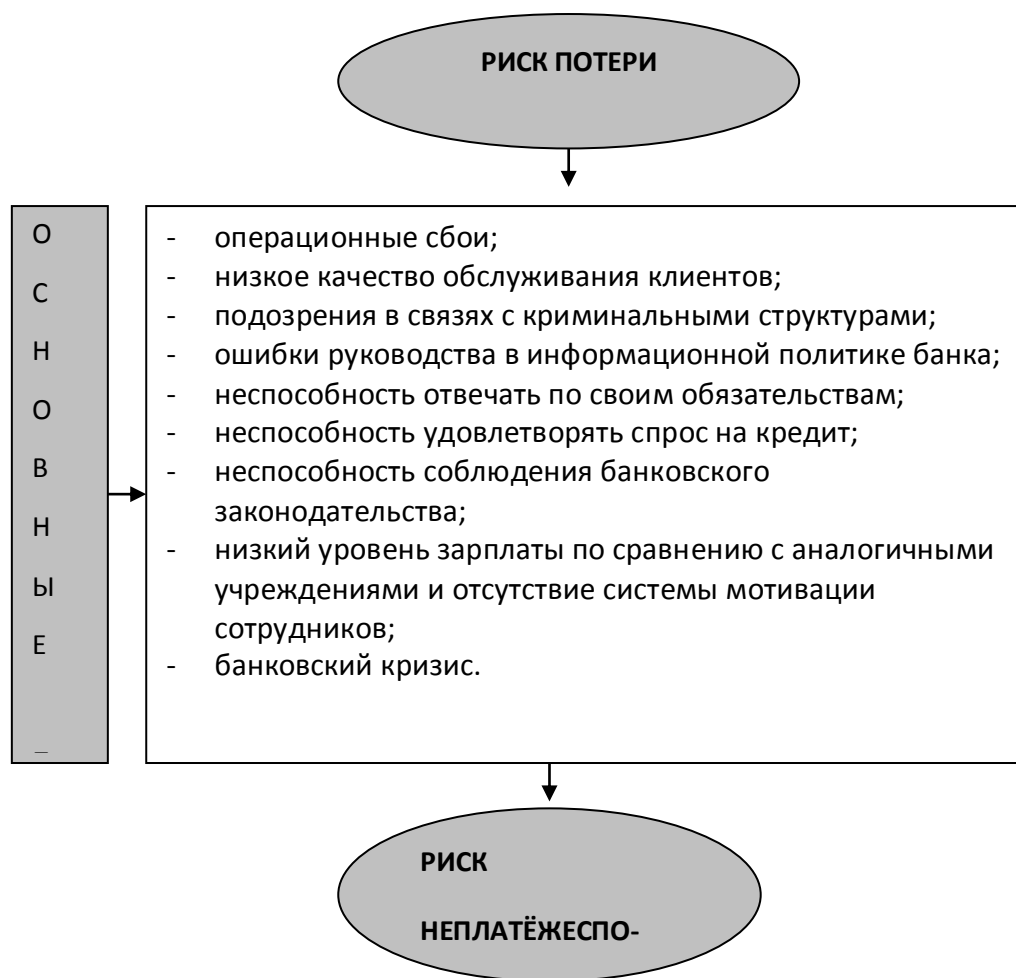 РИСК ПОТЕРИ
О
С
Н
О
В
Н
Ы
Е
- операционные сбои;
- низкое качество обслуживания клиентов;
- подозрения в связях с криминальными структурами;
- ошибки руководства в информационной политике банка;
- неспособность отвечать по своим обязательствам;
- неспособность удовлетворять спрос на кредит;
- неспособность соблюдения банковского
законодательства;
- низкий уровень зарплаты по сравнению с аналогичными
учреждениями и отсутствие системы мотивации
сотрудников;
- банковский кризис.
РИСК
НЕПЛАТЁЖЕСПО-